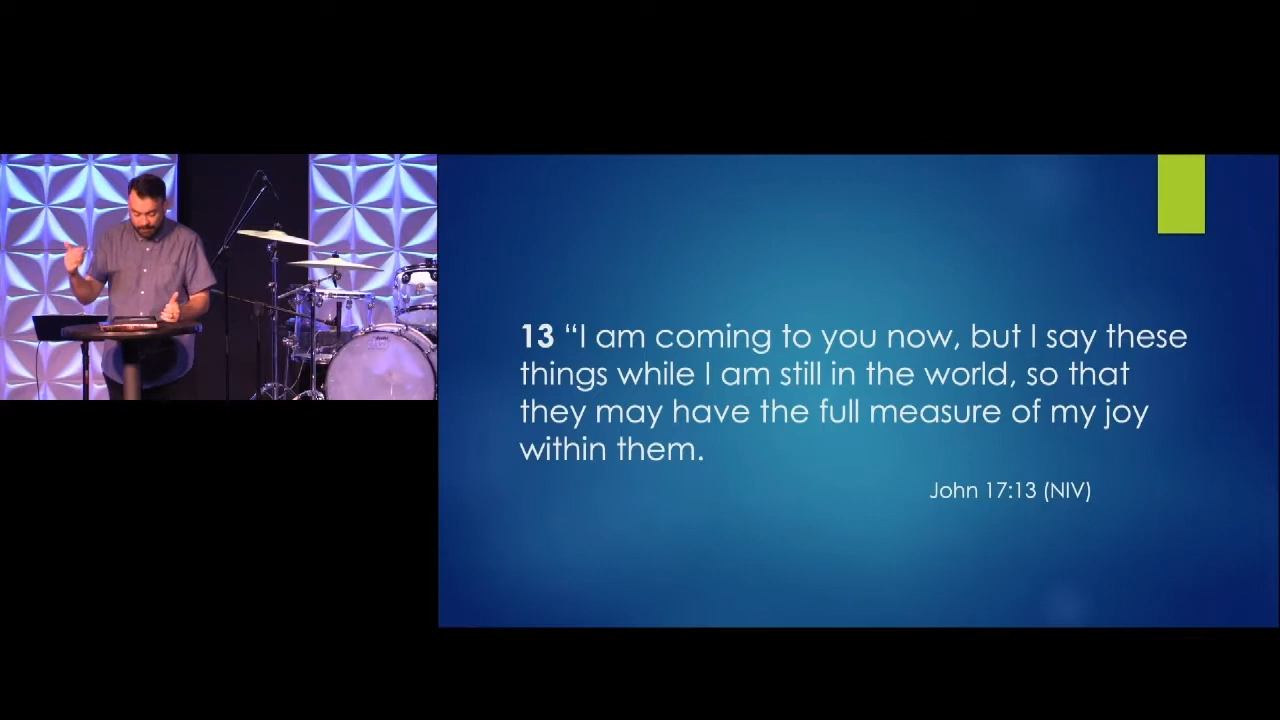 13 “I am coming to you now, but I say these
things while I am still in the world, so that
they may have the full measure of my joy
within them.
John 17:13 (NIV)